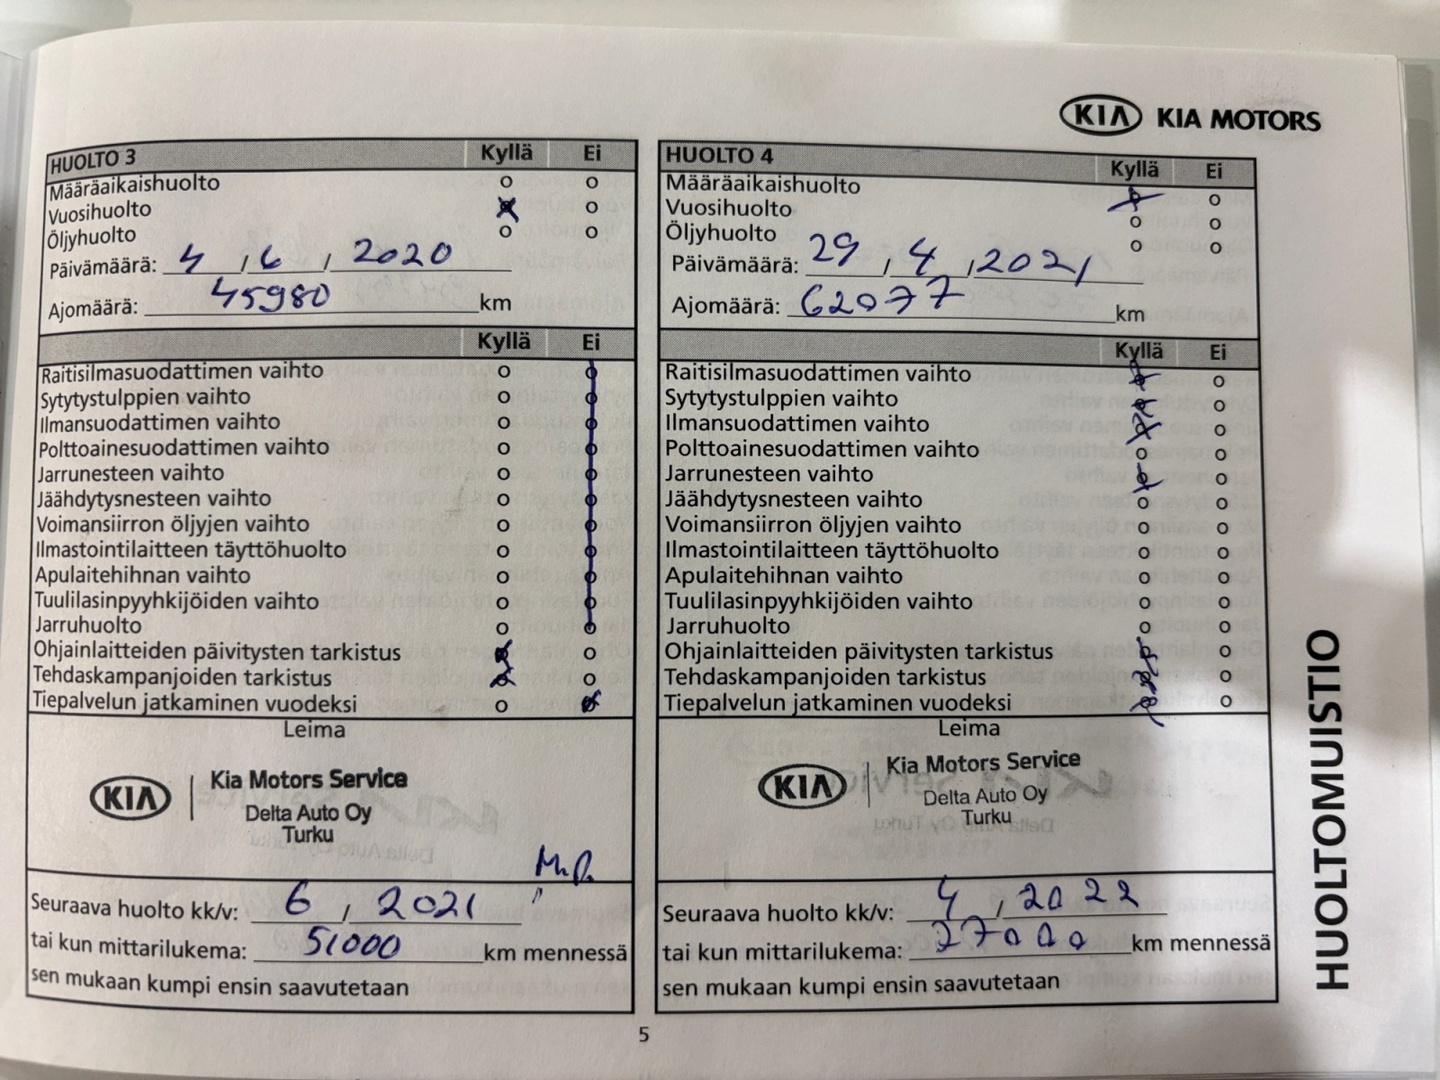 KIA KIA MOTORS
HUOLTO 3 Kyllä Ei
Määräaikaishuolto o o
Vuosihuolto x o
Öljyhuolto o o
Päivämäärä: 4 / 6 / 2020
Ajomäärä: 45980 km
Kyllä Ei
Raitisilmasuodattimen vaihto o o
Sytytystulppien vaihto o o
Ilmansuodattimen vaihto o o
Polttoainesuodattimen vaihto o o
Jarrunesteen vaihto o o
Jäähdytysnesteen vaihto o o
Voimansiirron öljyjen vaihto o o
Ilmastointilaitteen täyttöhuolto o o
Apulaitehihnan vaihto o o
Tuulilasinpyyhkijöiden vaihto o o
Jarruhuolto o o
Ohjainlaitteiden päivitysten tarkistus x o
Tehdaskampanjoiden tarkistus x o
Tiepalvelun jatkaminen vuodeksi o x
Leima
KIA Kia Motors Service
Delta Auto Oy
Turku
Seuraava huolto kk/v: 6 / 2021
tai kun mittarilukema: 51000 km mennessä
sen mukaan kumpi ensin saavutetaan
HUOLTO 4 Kyllä Ei
Määräaikaishuolto x o
Vuosihuolto o o
Öljyhuolto o o
Päivämäärä: 29 / 4 / 2021
Ajomäärä: 62077 km
Kyllä Ei
Raitisilmasuodattimen vaihto x o
Sytytystulppien vaihto x o
Ilmansuodattimen vaihto x o
Polttoainesuodattimen vaihto o o
Jarrunesteen vaihto x o
Jäähdytysnesteen vaihto o o
Voimansiirron öljyjen vaihto o o
Ilmastointilaitteen täyttöhuolto o o
Apulaitehihnan vaihto o o
Tuulilasinpyyhkijöiden vaihto o o
Jarruhuolto o o
Ohjainlaitteiden päivitysten tarkistus x o
Tehdaskampanjoiden tarkistus x o
Tiepalvelun jatkaminen vuodeksi x o
Leima
KIA Kia Motors Service
Delta Auto Oy
Turku
Seuraava huolto kk/v: 4 / 2022
tai kun mittarilukema: km mennessä
sen mukaan kumpi ensin saavutetaan
HUOLTOMUISTIO
5